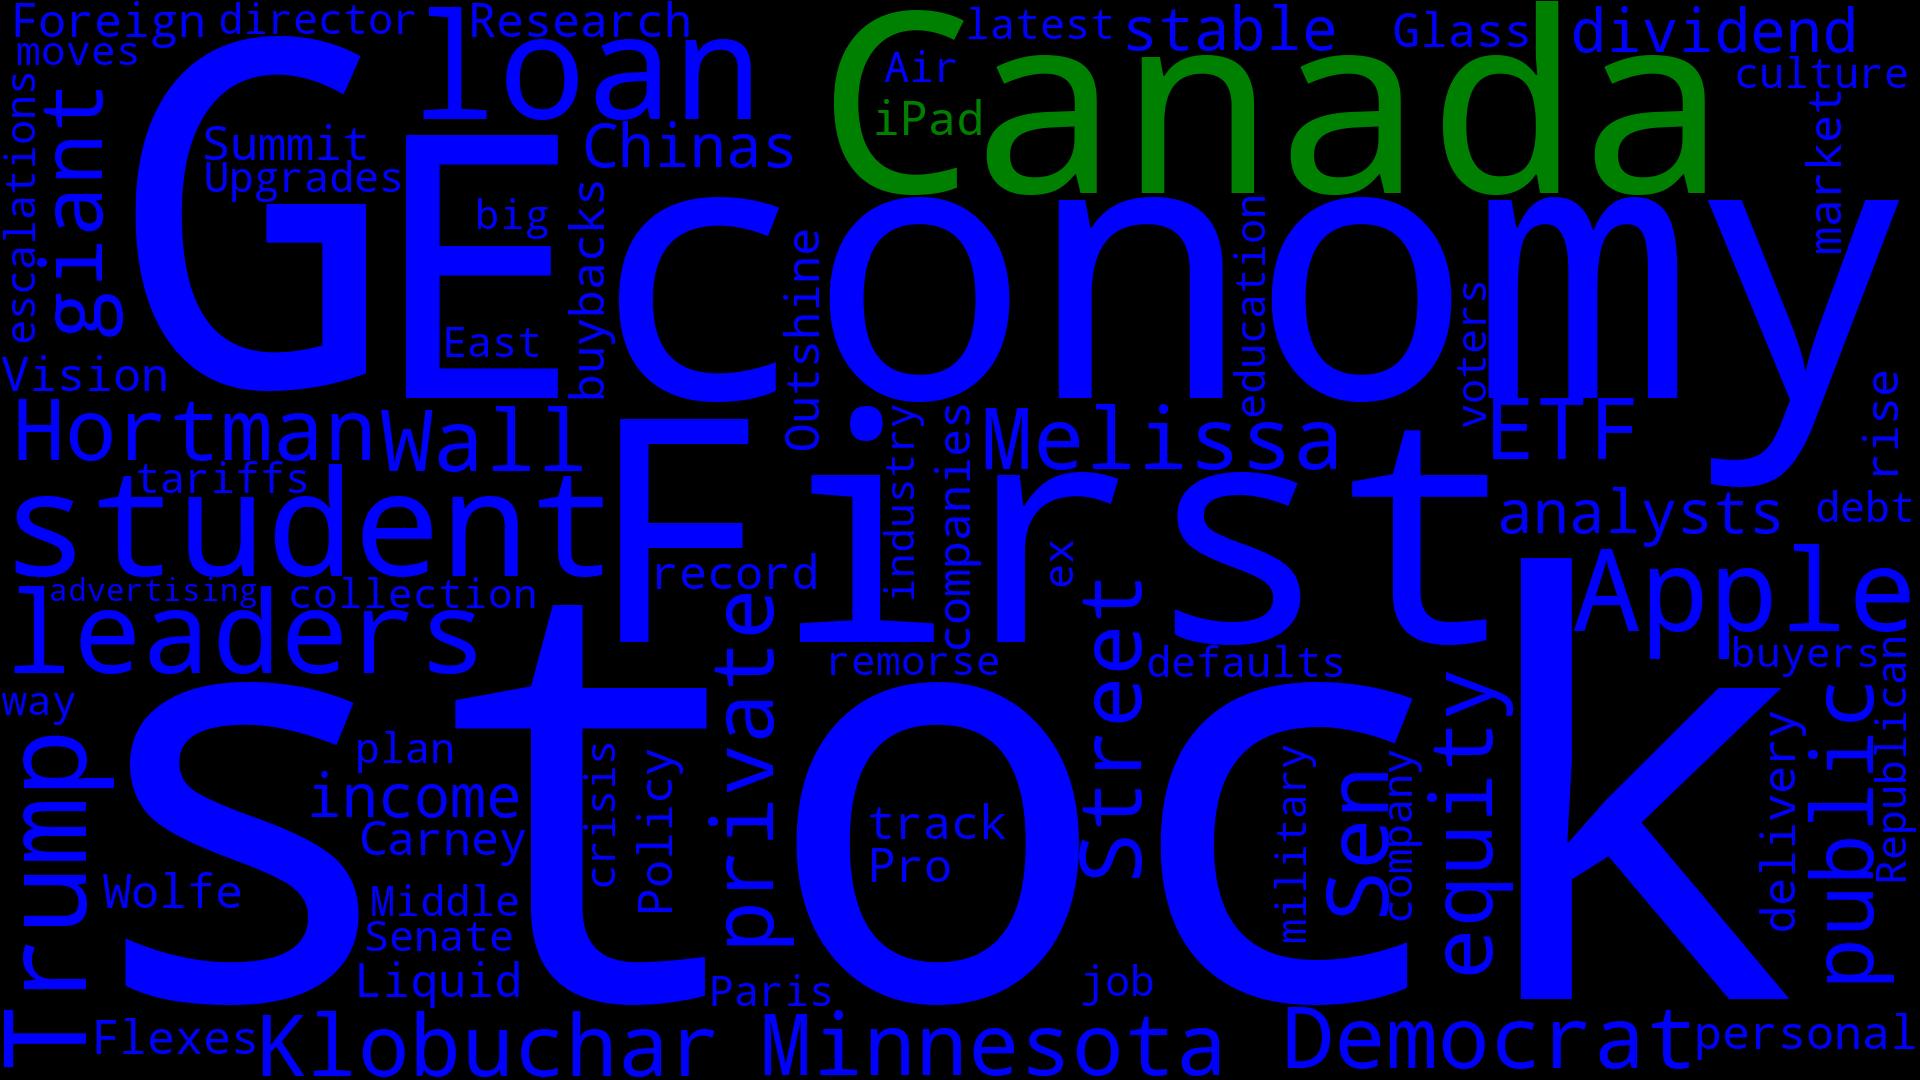 Foreign
director
loan
Research
Canada
latest
stable
Glass
dividend
moves
Air
culture
escalations
giant
G
iPad
market
Summit
Chinas
Upgrades
Economy
big
buybacks
Outshine
education
voters
East
Vision
rise
Hortman
Wall
First
industry
companies
Melissa
ETF
tariffs
student
analysts
debt
record
ex
Apple
advertising
collection
leaders
private
Street
remorse
defaults
buyers
Republican
way
stock
Trump
plan
crisis
Policy
equity
delivery
public
income
military
Sen
company
Carney
track
Pro
Wolfe
Middle
Senate
Liquid
Paris
job
Flexes
Klobuchar
Minnesota
Democrat
personal